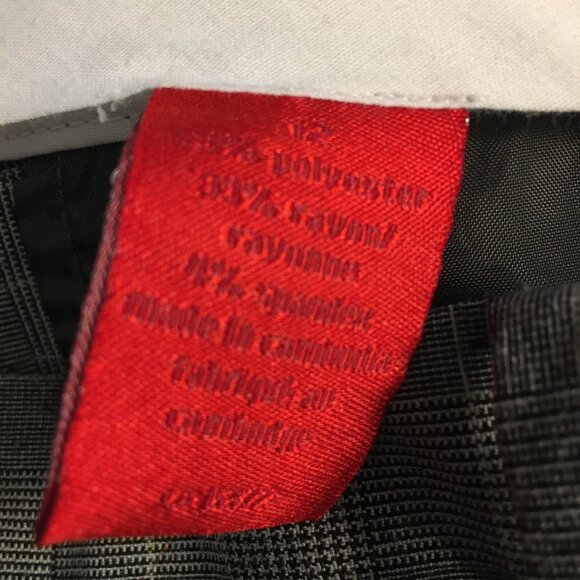 12
% polyester
rayon/
rayonne
% spandex
made in cambodia
fabriqué au
cambodge